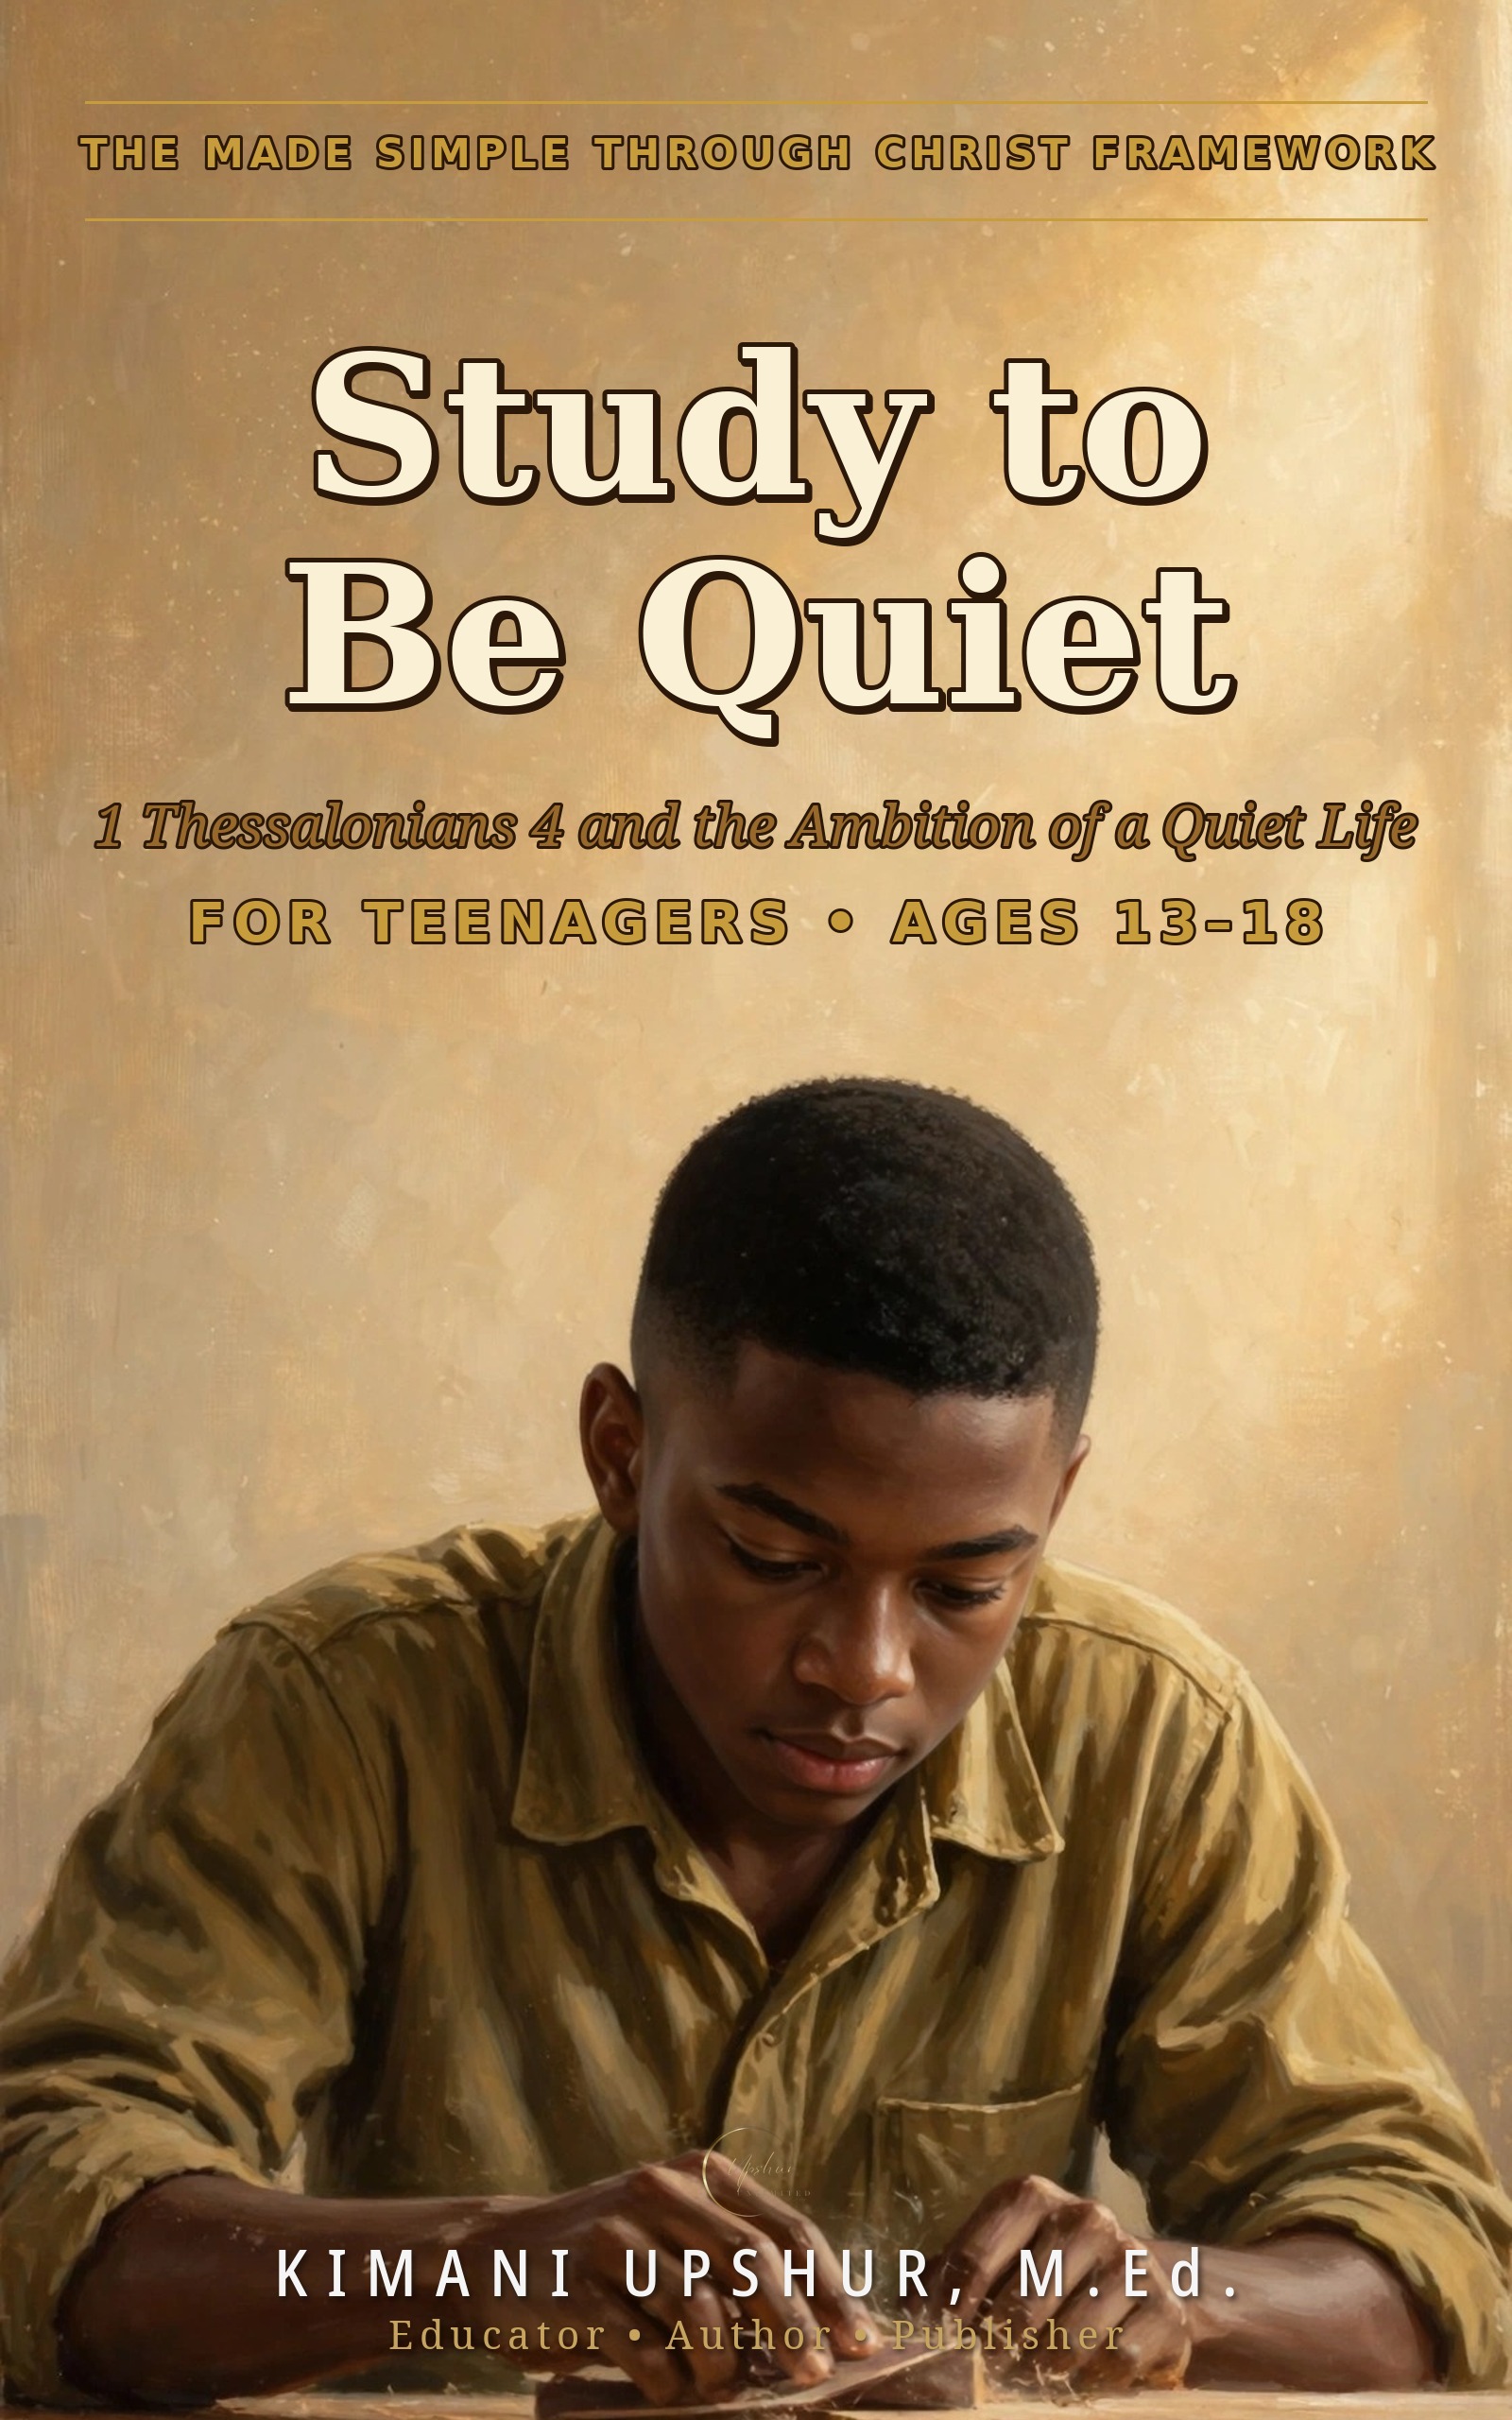 THE MADE SIMPLE THROUGH CHRIST FRAMEWORK
Study to
Be Quiet
1 Thessalonians 4 and the Ambition of a Quiet Life
FOR TEENAGERS • AGES 13–18
Upshur
KIMANI UPSHUR, M.Ed.
Educator • Author • Publisher